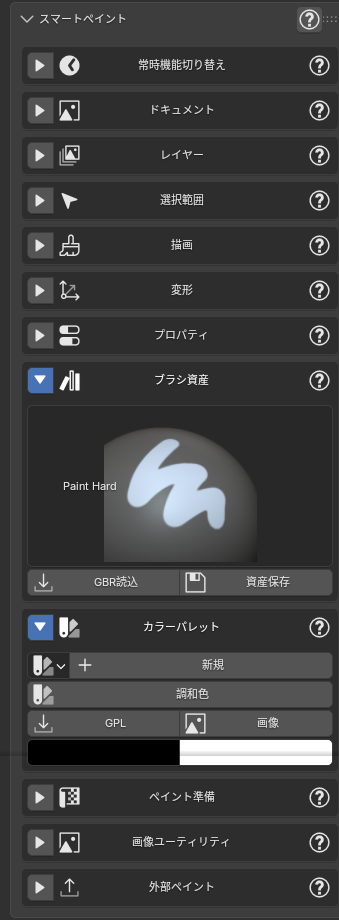 スマートペイント
常時機能切り替え
ドキュメント
レイヤー
選択範囲
描画
変形
プロパティ
ブラシ資産
Paint Hard
GBR読込 資産保存
カラーパレット
新規
調和色
GPL 画像
ペイント準備
画像ユーティリティ
外部ペイント